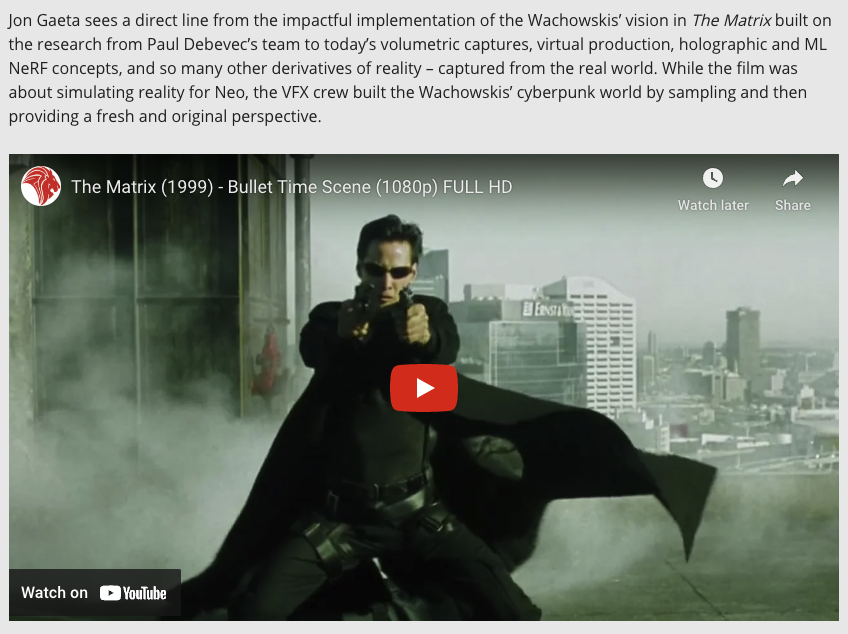 Jon Gaeta sees a direct line from the impactful implementation of the Wachowskis’ vision in The Matrix built on
the research from Paul Debevec’s team to today’s volumetric captures, virtual production, holographic and ML
NeRF concepts, and so many other derivatives of reality – captured from the real world. While the film was
about simulating reality for Neo, the VFX crew built the Wachowskis’ cyberpunk world by sampling and then
providing a fresh and original perspective.
The Matrix (1999) - Bullet Time Scene (1080p) FULL HD
Watch later
Share
Watch on YouTube